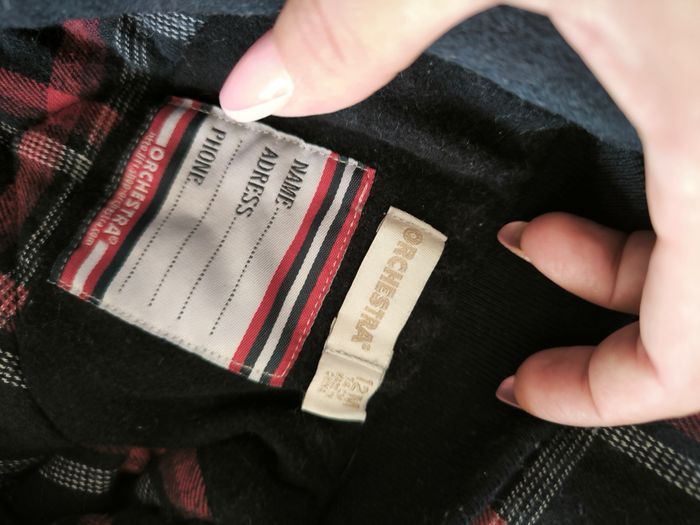 NAME
ADRESS
PHONE
ORCHESTRA®
ORCHESTRA®
12M